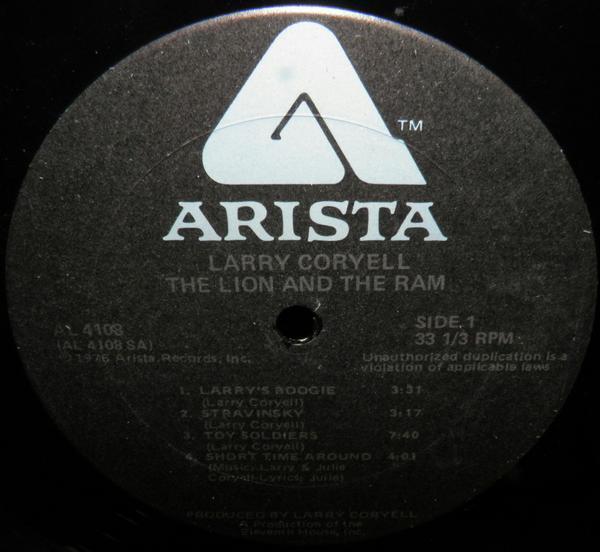 TM
ARISTA
LARRY CORYELL
THE LION AND THE RAM
AL 4108
(AL 4108 SA)
℗1976 Arista Records, Inc.
SIDE 1
33 1/3 RPM
Unauthorized duplication is a
violation of applicable laws
1. LARRY'S BOOGIE 3:31
(Larry Coryell)
2. STRAVINSKY 3:17
(Larry Coryell)
3. TOY SOLDIERS 7:40
(Larry Coryell)
4. SHORT TIME AROUND 4:01
(Music: Larry & Julie
Coryell-Lyrics: Julie)
PRODUCED BY LARRY CORYELL
A Production of the
Eleventh House, Inc.